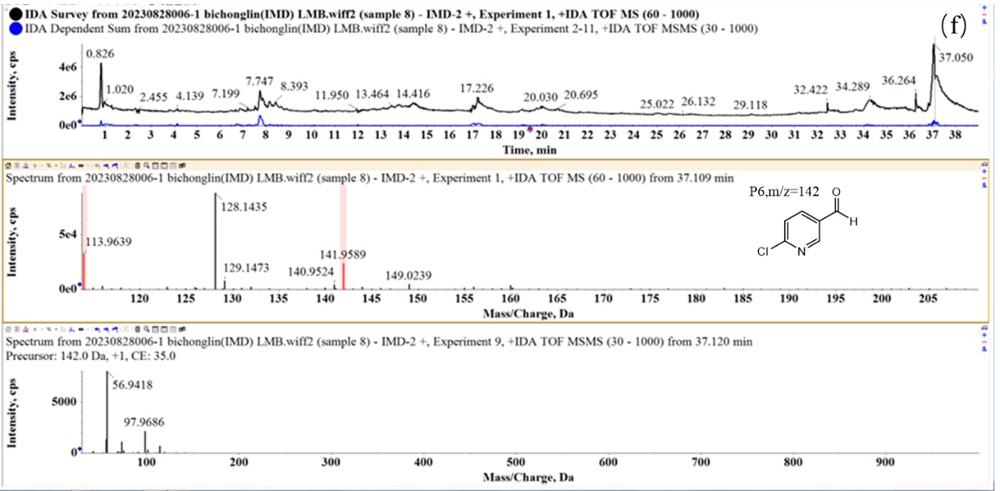 IDA Survey from 20230828006-1 bichonglin(IMD) LMB.wiff2 (sample 8) - IMD-2 +, Experiment 1, +IDA TOF MS (60 - 1000)
IDA Dependent Sum from 20230828006-1 bichonglin(IMD) LMB.wiff2 (sample 8) - IMD-2 +, Experiment 2-11, +IDA TOF MSMS (30 - 1000)
(f)
Intensity, cps
4e6
2e6
0e0
0.826
1.020
2.455
4.139
7.199
7.747
8.393
11.950
13.464
14.416
17.226
20.030
20.695
25.022
26.132
29.118
32.422
34.289
36.264
37.050
1 2 3 4 5 6 7 8 9 10 11 12 13 14 15 16 17 18 19 20 21 22 23 24 25 26 27 28 29 30 31 32 33 34 35 36 37 38
Time, min
Spectrum from 20230828006-1 bichonglin(IMD) LMB.wiff2 (sample 8) - IMD-2 +, Experiment 1, +IDA TOF MS (60 - 1000) from 37.109 min
P6,m/z=142
O
H
Cl
N
Intensity, cps
5e4
0e0
113.9639
128.1435
129.1473
140.9524
141.9589
149.0239
120 125 130 135 140 145 150 155 160 165 170 175 180 185 190 195 200 205
Mass/Charge, Da
Spectrum from 20230828006-1 bichonglin(IMD) LMB.wiff2 (sample 8) - IMD-2 +, Experiment 9, +IDA TOF MSMS (30 - 1000) from 37.120 min
Precursor: 142.0 Da, +1, CE: 35.0
Intensity, cps
5000
0
56.9418
97.9686
100 200 300 400 500 600 700 800 900
Mass/Charge, Da